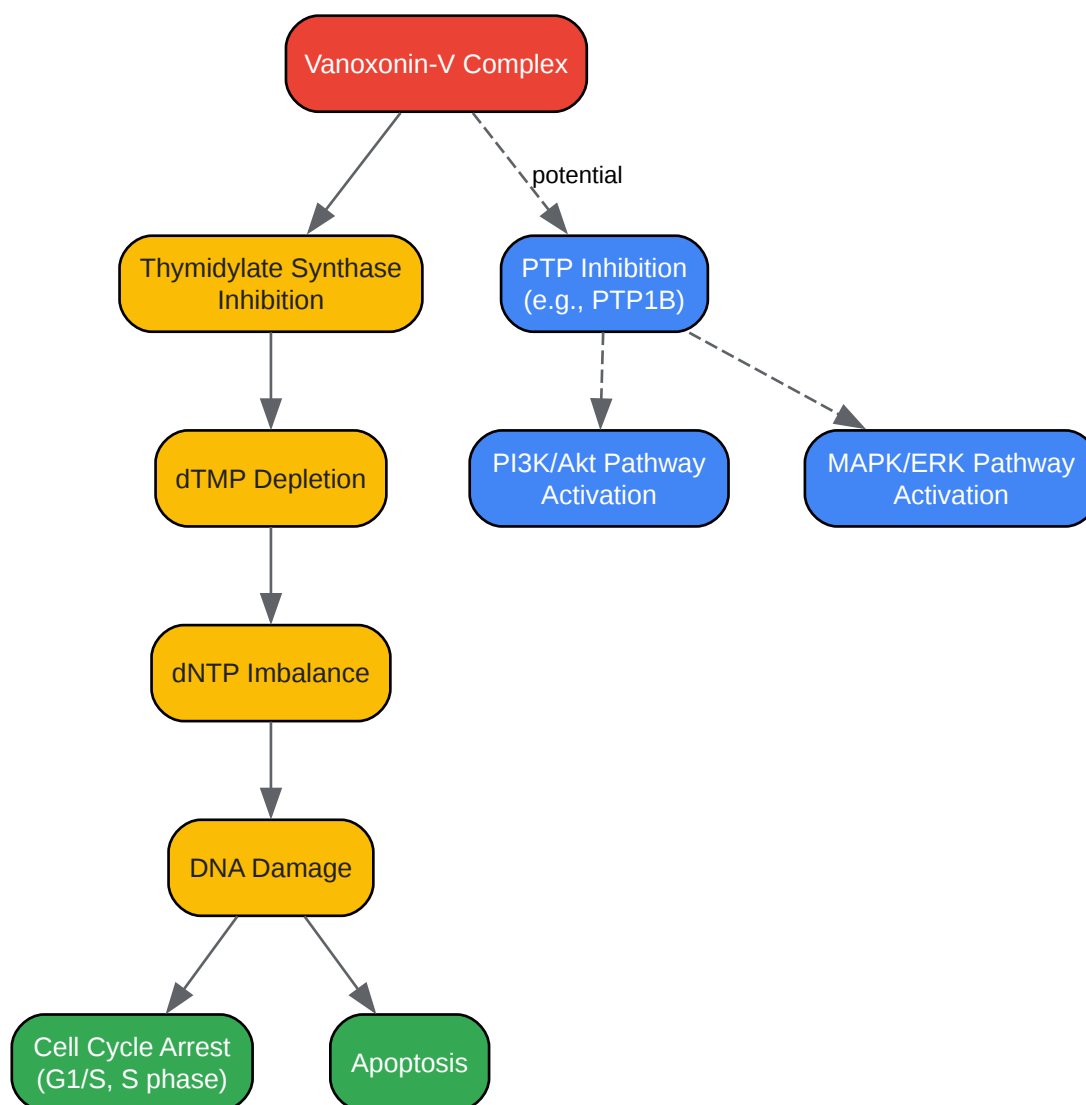 Vanoxonin-V Complex
potential
Thymidylate Synthase
Inhibition
PTP Inhibition
(e.g., PTP1B)
dTMP Depletion
PI3K/Akt Pathway
Activation
MAPK/ERK Pathway
Activation
dNTP Imbalance
DNA Damage
Cell Cycle Arrest
(G1/S, S phase)
Apoptosis